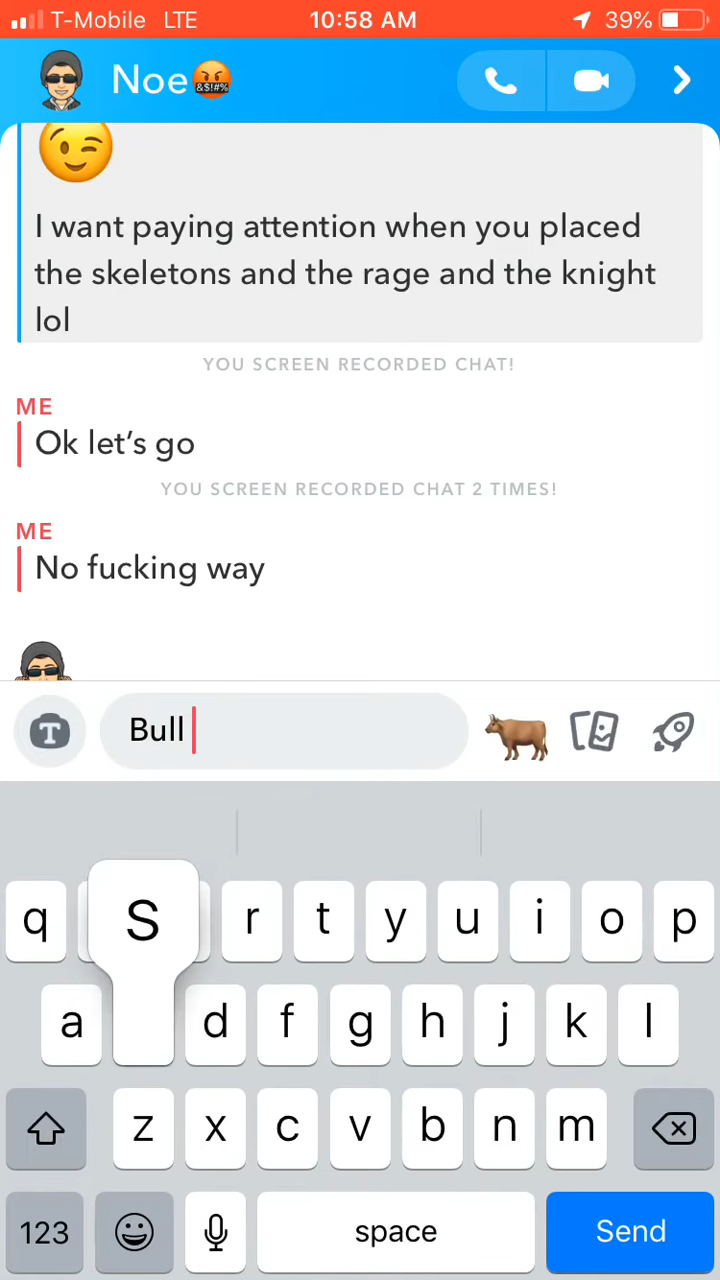 T-Mobile LTE 10:58 AM 39%
Noe🤬
&$!#%
😉
I want paying attention when you placed
the skeletons and the rage and the knight
lol
YOU SCREEN RECORDED CHAT!
ME
Ok let's go
YOU SCREEN RECORDED CHAT 2 TIMES!
ME
No fucking way
T Bull
S
q r t y u i o p
a d f g h j k l
z x c v b n m
123 space Send